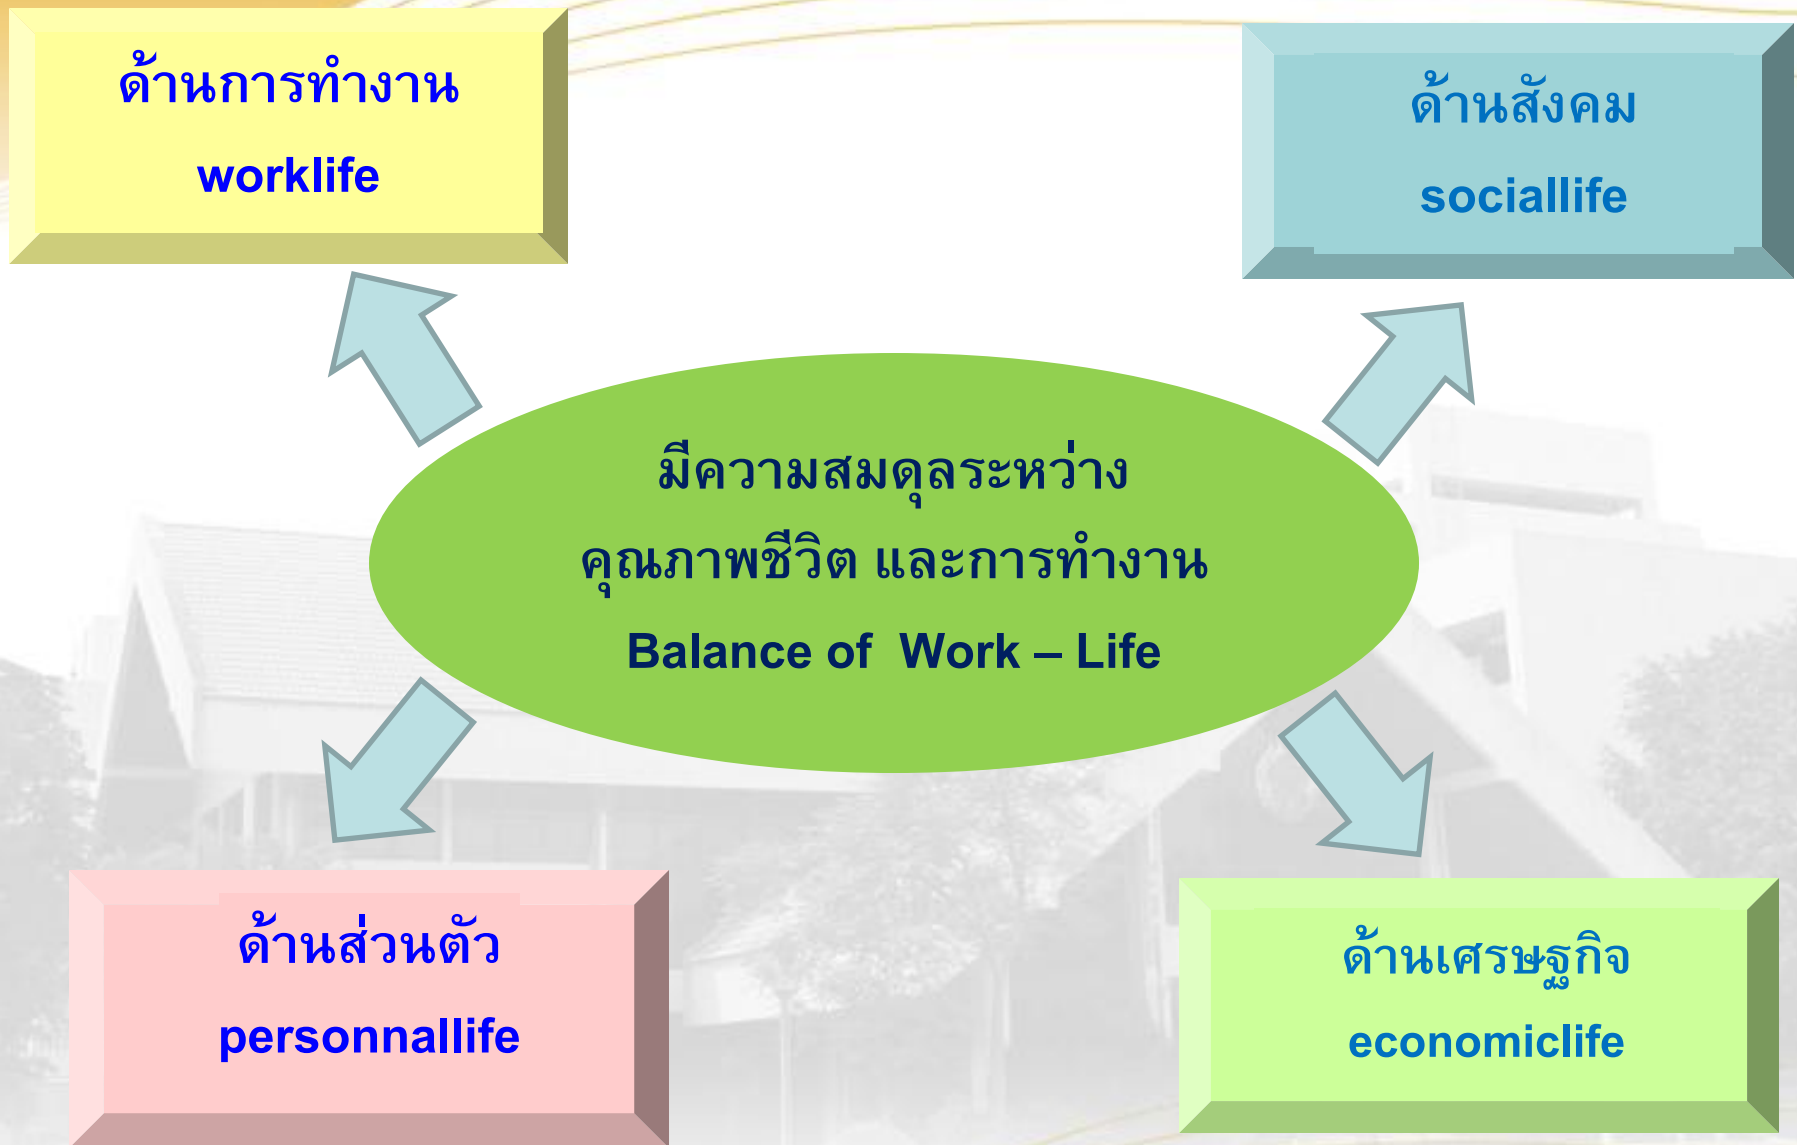 ด้านการทำงาน
worklife
ด้านสังคม
sociallife
มีความสมดุลระหว่าง
คุณภาพชีวิต และการทำงาน
Balance of  Work – Life
ด้านส่วนตัว
personnallife
ด้านเศรษฐกิจ
economiclife